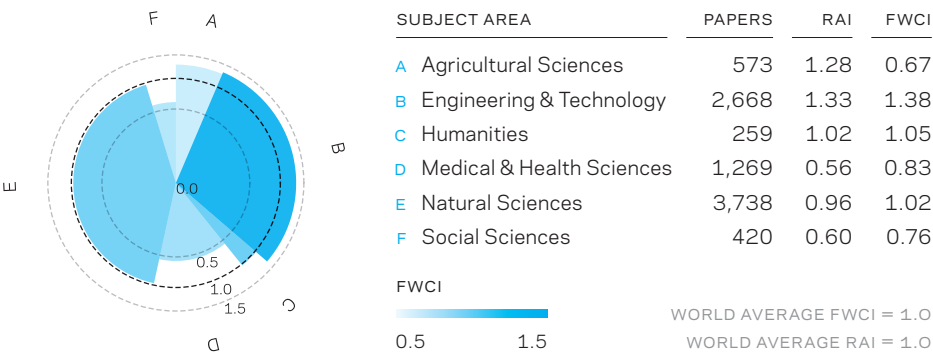 F A
B
E
0.0
0.5
1.0
1.5
C
D
SUBJECT AREA PAPERS RAI FWCI
A Agricultural Sciences 573 1.28 0.67
B Engineering & Technology 2,668 1.33 1.38
C Humanities 259 1.02 1.05
D Medical & Health Sciences 1,269 0.56 0.83
E Natural Sciences 3,738 0.96 1.02
F Social Sciences 420 0.60 0.76
FWCI
0.5 1.5
WORLD AVERAGE FWCI = 1.0
WORLD AVERAGE RAI = 1.0